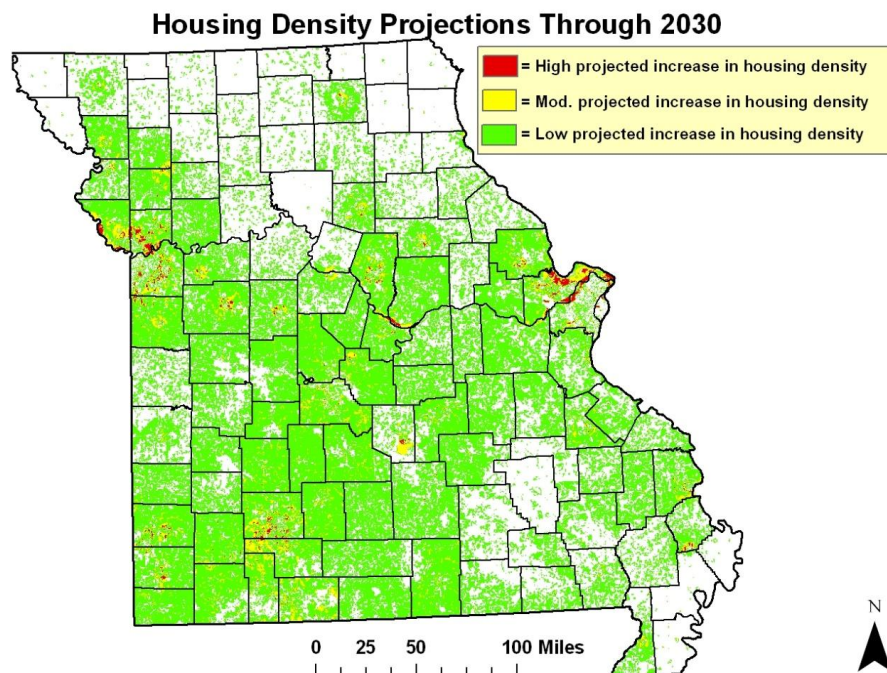 Housing Density Projections Through 2030
= High projected increase in housing density
= Mod. projected increase in housing density
= Low projected increase in housing density
N
0 25 50 100 Miles